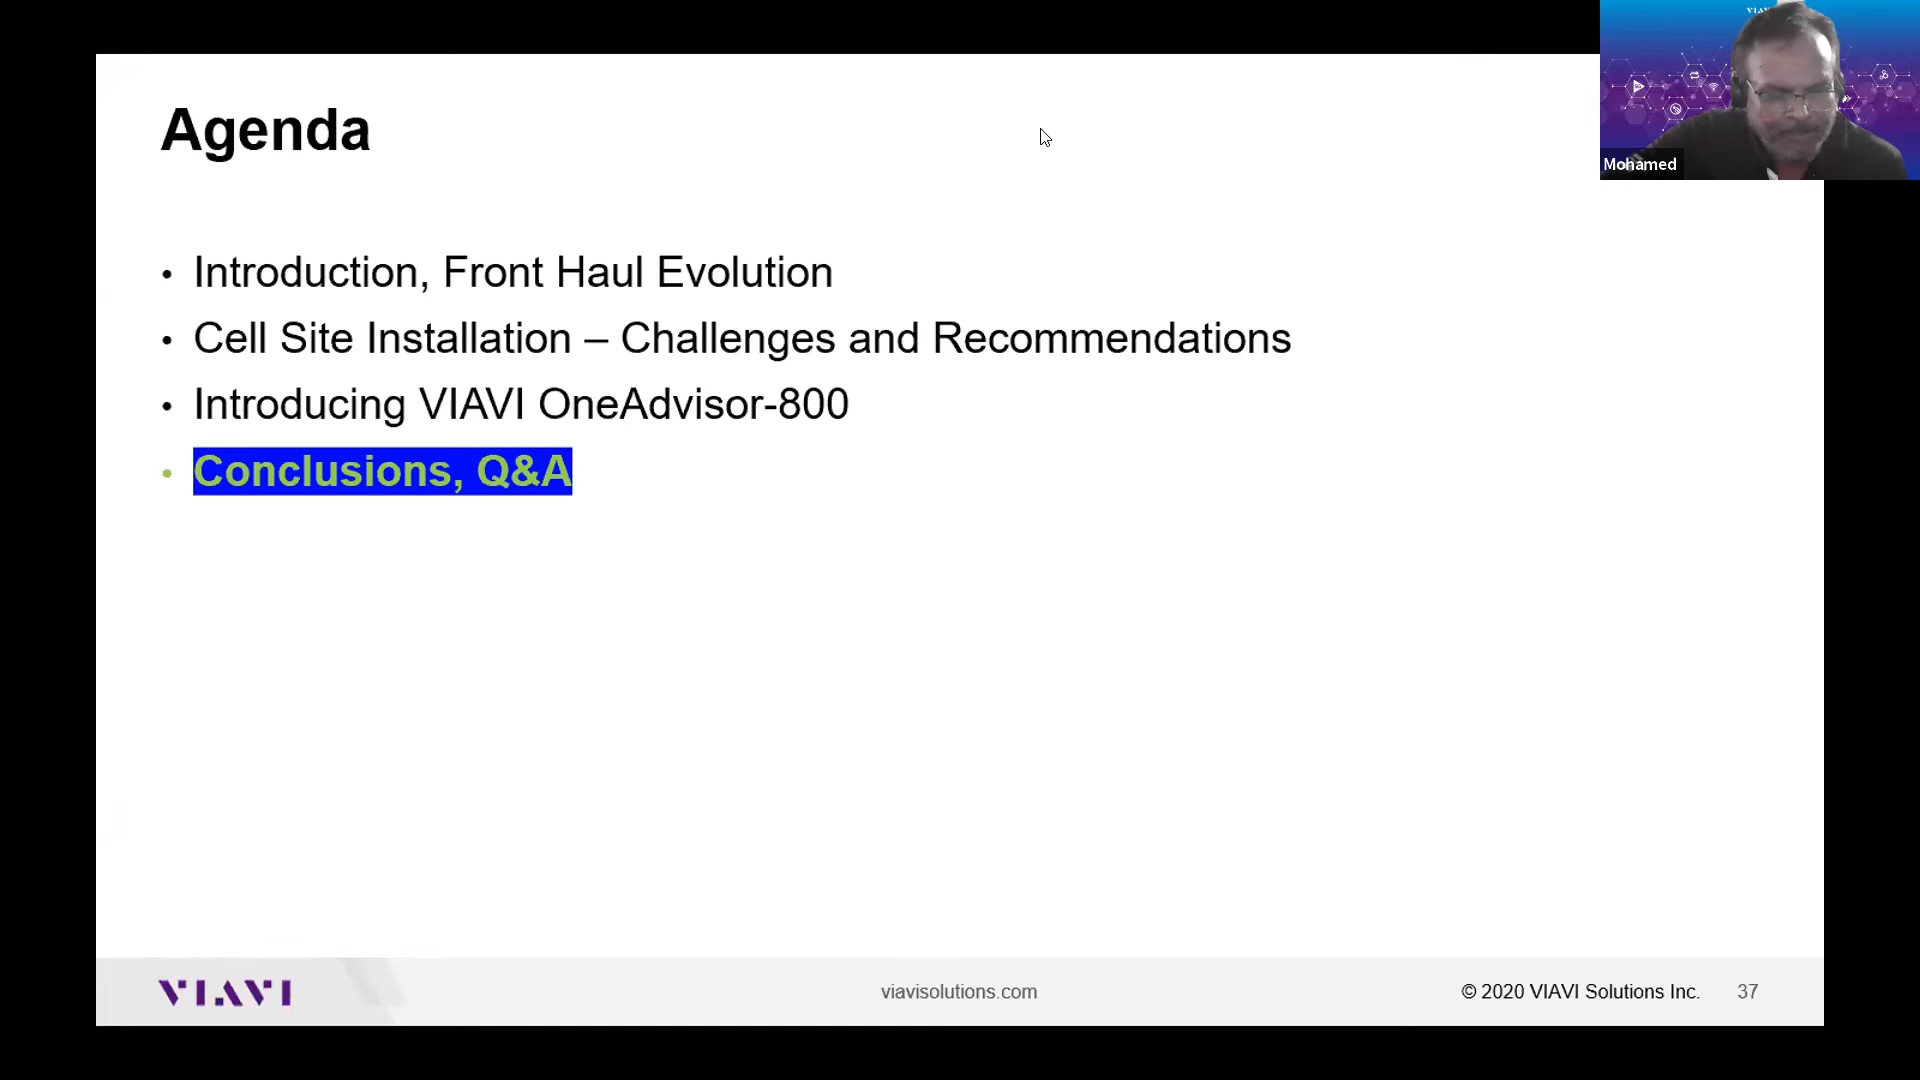 Agenda
• Introduction, Front Haul Evolution
• Cell Site Installation – Challenges and Recommendations
• Introducing VIAVI OneAdvisor-800
• Conclusions, Q&A
Mohamed
VIAVI
viavisolutions.com
© 2020 VIAVI Solutions Inc.
37